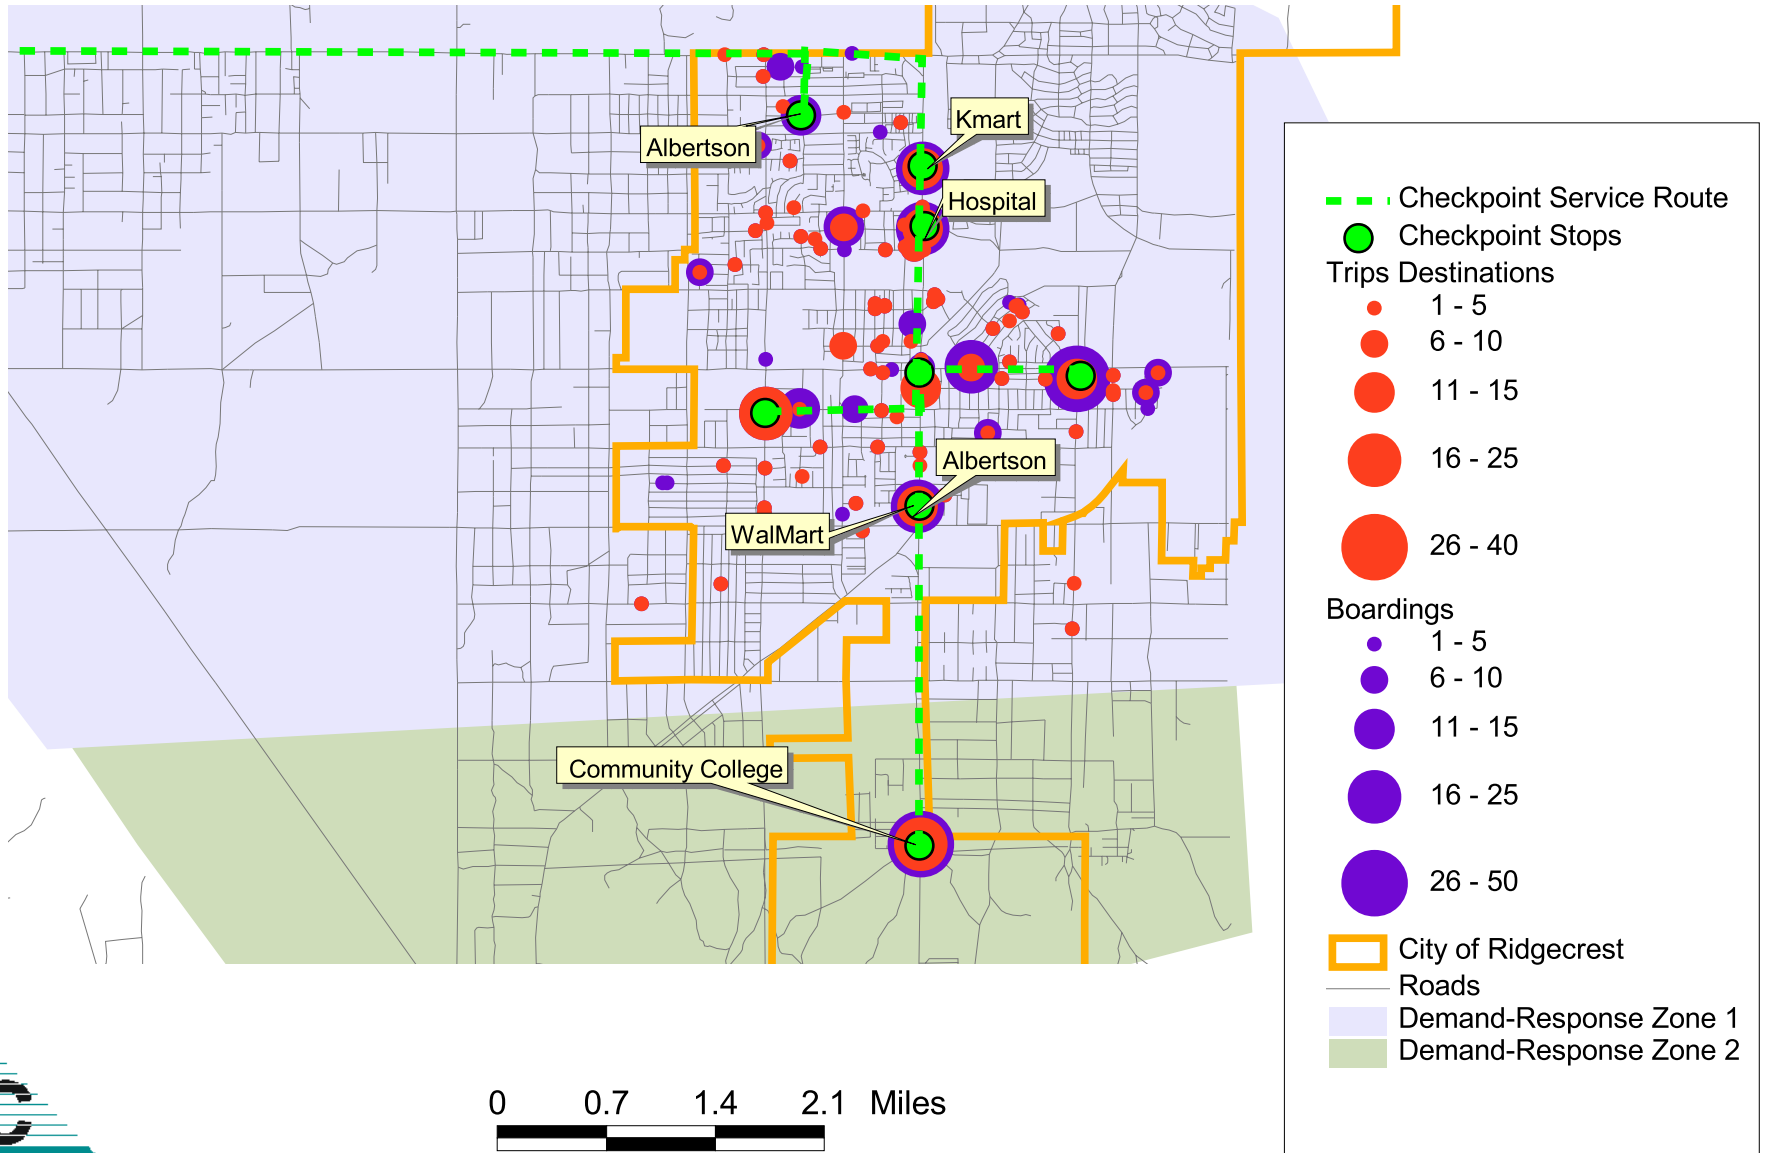 Albertson
Kmart
Hospital
Albertson
WalMart
Community College
Checkpoint Service Route
Checkpoint Stops
Trips Destinations
1 - 5
6 - 10
11 - 15
16 - 25
26 - 40
Boardings
1 - 5
6 - 10
11 - 15
16 - 25
26 - 50
City of Ridgecrest
Roads
Demand-Response Zone 1
Demand-Response Zone 2
0 0.7 1.4 2.1 Miles